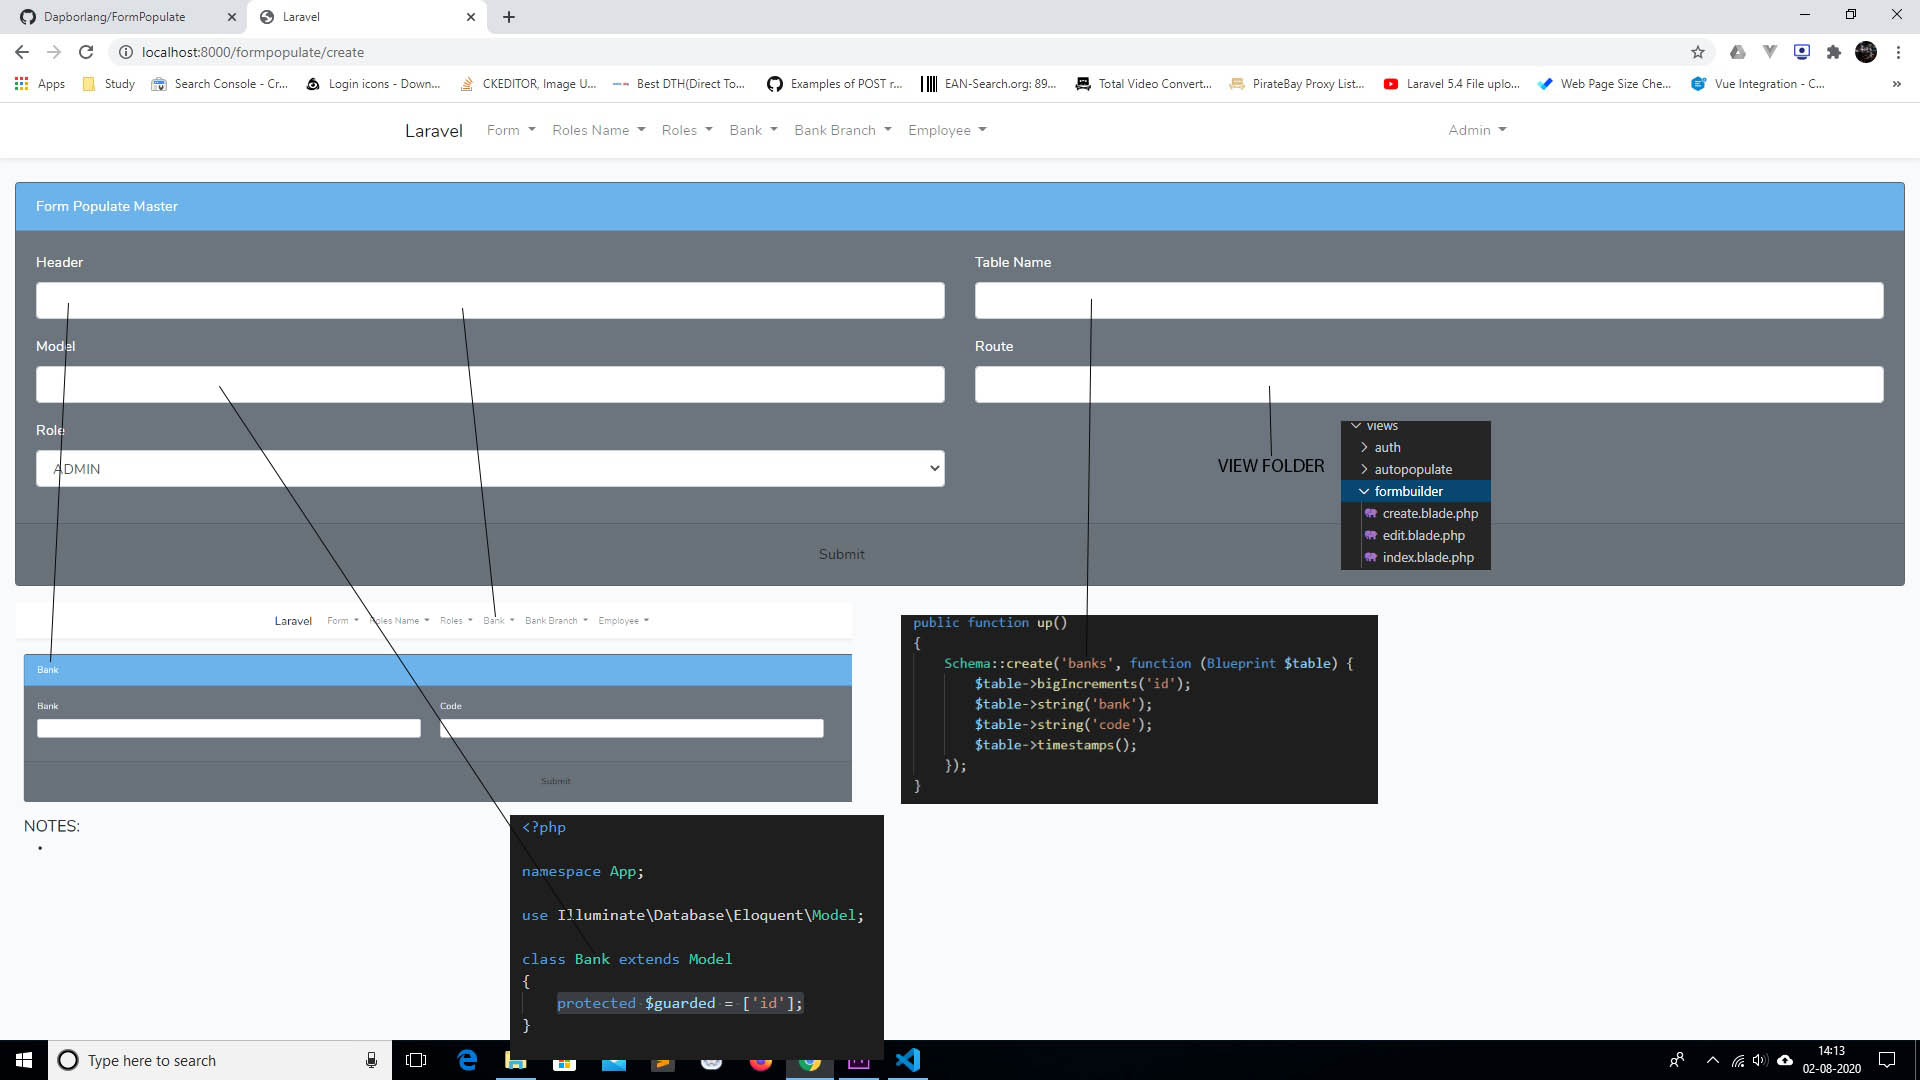 Dapborlang/FormPopulate
Laravel
localhost:8000/formpopulate/create
Apps
Study
Search Console - Cr...
Login icons - Down...
CKEDITOR, Image U...
Best DTH(Direct To...
Examples of POST r...
EAN-Search.org: 89...
Total Video Convert...
PirateBay Proxy List...
Laravel 5.4 File uplo...
Web Page Size Che...
Vue Integration - C...
»
Laravel
Form
Roles Name
Roles
Bank
Bank Branch
Employee
Admin
Form Populate Master
Header
Table Name
Model
Route
Role
ADMIN
VIEW FOLDER
views
auth
autopopulate
formbuilder
create.blade.php
edit.blade.php
index.blade.php
Submit
Laravel
Form
Roles Name
Roles
Bank
Bank Branch
Employee
Bank
Bank
Code
Submit
public function up()
{
Schema::create('banks', function (Blueprint $table) {
$table->bigIncrements('id');
$table->string('bank');
$table->string('code');
$table->timestamps();
});
}
NOTES:
•
<?php
namespace App;
use Illuminate\Database\Eloquent\Model;
class Bank extends Model
{
protected $guarded = ['id'];
}
Type here to search
14:13
02-08-2020